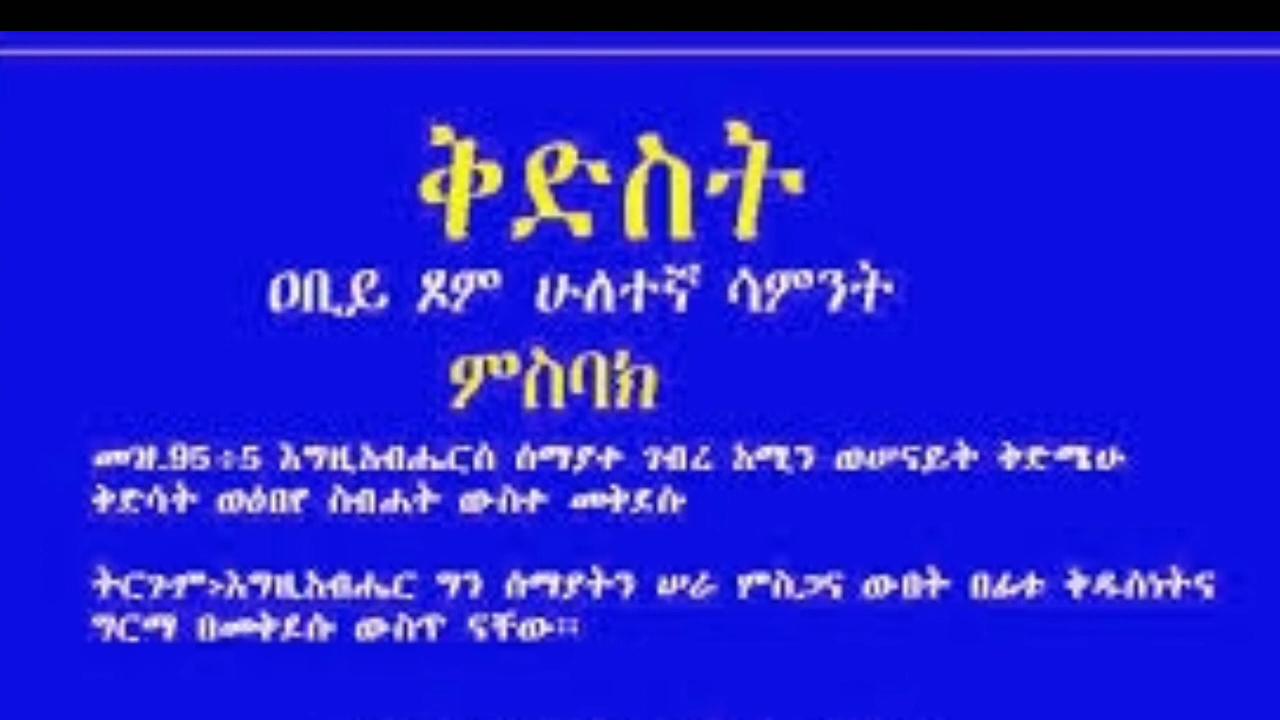 ቅድስት
ዐቢይ ጾም ሁለተኛ ሳምንት
ምስባክ
መዝ.95፥5 እግዚአብሔርሰ ሰማያተ ገብረ አሚን ወሠናይት ቅድሜሁ
ቅድሳት ወዕበየ ስብሐት ውስተ መቅደሱ
ትርጉም>እግዚአብሔር ግን ሰማያትን ሠራ ምስጋና ውበት በፊቱ ቅዱስነትና
ግርማ በመቅደሱ ውስጥ ናቸው፡፡